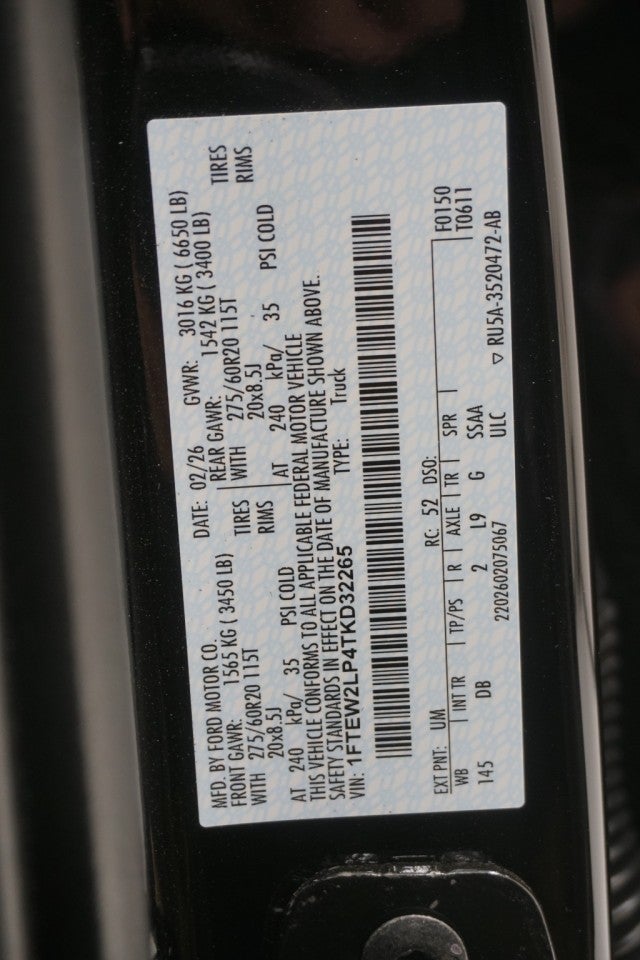 MFD. BY FORD MOTOR CO. DATE: 02/26 GVWR: 3016 KG ( 6650 LB)
FRONT GAWR: 1565 KG ( 3450 LB) REAR GAWR: 1542 KG ( 3400 LB)
WITH 275/60R20 115T TIRES WITH 275/60R20 115T TIRES
20x8.5J RIMS 20x8.5J RIMS
AT 240 kPa/ 35 PSI COLD AT 240 kPa/ 35 PSI COLD
THIS VEHICLE CONFORMS TO ALL APPLICABLE FEDERAL MOTOR VEHICLE
SAFETY STANDARDS IN EFFECT ON THE DATE OF MANUFACTURE SHOWN ABOVE.
VIN: 1FTEW2LP4TKD32265 TYPE: Truck
EXT PNT: UM RC: 52 DSO: F0150
WB INT TR TP/PS R AXLE TR SPR T0611
145 DB 2 L9 G SSAA
2202602075067 ULC ▽ RU5A-3520472-AB